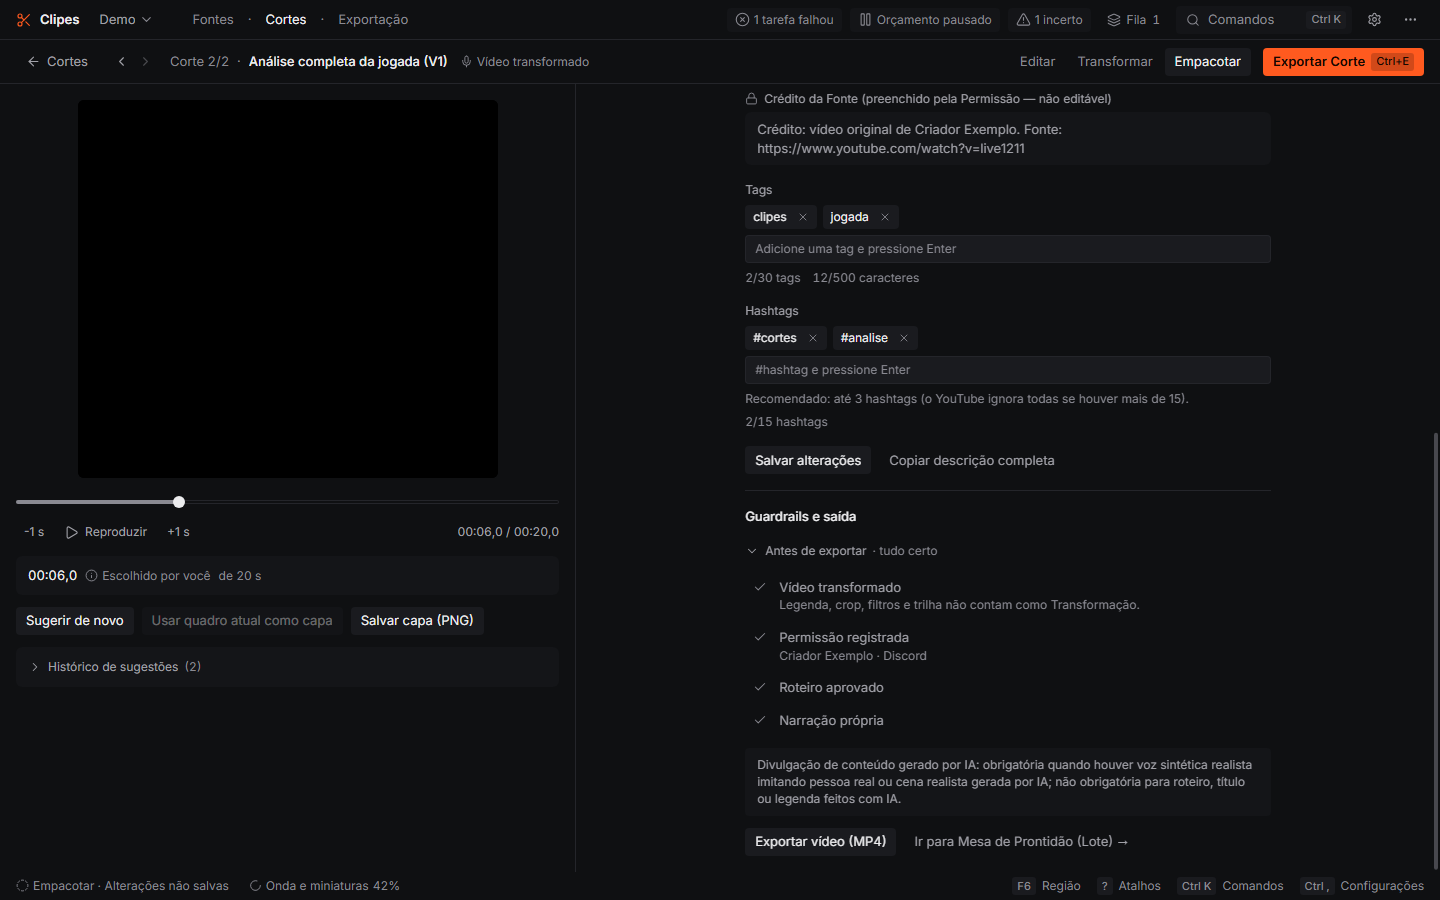 Clipes
Demo
Fontes · Cortes · Exportação
1 tarefa falhou
Orçamento pausado
1 incerto
Fila 1
Comandos Ctrl K
Cortes
Corte 2/2 · Análise completa da jogada (V1)
Vídeo transformado
Editar
Transformar
Empacotar
Exportar Corte Ctrl+E
-1 s
Reproduzir
+1 s
00:06,0 / 00:20,0
00:06,0 Escolhido por você de 20 s
Sugerir de novo
Usar quadro atual como capa
Salvar capa (PNG)
Histórico de sugestões (2)
Crédito da Fonte (preenchido pela Permissão — não editável)
Crédito: vídeo original de Criador Exemplo. Fonte:
https://www.youtube.com/watch?v=live1211
Tags
clipes
jogada
Adicione uma tag e pressione Enter
2/30 tags 12/500 caracteres
Hashtags
#cortes
#analise
#hashtag e pressione Enter
Recomendado: até 3 hashtags (o YouTube ignora todas se houver mais de 15).
2/15 hashtags
Salvar alterações
Copiar descrição completa
Guardrails e saída
Antes de exportar · tudo certo
Vídeo transformado
Legenda, crop, filtros e trilha não contam como Transformação.
Permissão registrada
Criador Exemplo · Discord
Roteiro aprovado
Narração própria
Divulgação de conteúdo gerado por IA: obrigatória quando houver voz sintética realista
imitando pessoa real ou cena realista gerada por IA; não obrigatória para roteiro, título
ou legenda feitos com IA.
Exportar vídeo (MP4)
Ir para Mesa de Prontidão (Lote) →
Empacotar · Alterações não salvas
Onda e miniaturas 42%
F6 Região
? Atalhos
Ctrl K Comandos
Ctrl , Configurações